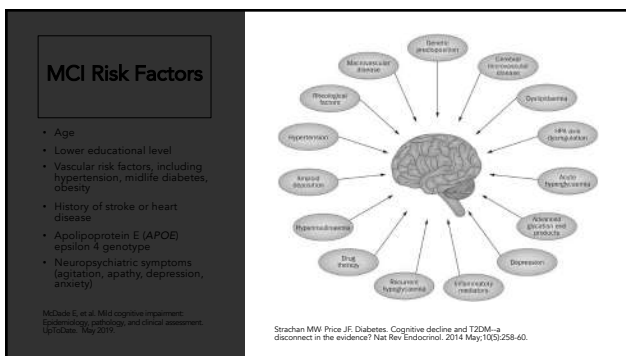 MCI Risk Factors
• Age
• Lower educational level
• Vascular risk factors, including
hypertension, midlife diabetes,
obesity
• History of stroke or heart
disease
• Apolipoprotein E (APOE)
epsilon 4 genotype
• Neuropsychiatric symptoms
(agitation, apathy, depression,
anxiety)
McDade E, et al. Mild cognitive impairment:
Epidemiology, pathology, and clinical assessment.
UpToDate. May 2019.
Genetic
predisposition
Cerebral
microvascular
disease
Dyslipidaemia
HPA axis
dysregulation
Acute
hyperglycaemia
Advanced
glycation end
products
Depression
Inflammatory
mediators
Recurrent
hypoglycaemia
Drug
therapy
Hyperinsulinaemia
Amyloid
deposition
Hypertension
Rheological
factors
Macrovascular
disease
Strachan MW Price JF. Diabetes. Cognitive decline and T2DM--a
disconnect in the evidence? Nat Rev Endocrinol. 2014 May;10(5):258-60.